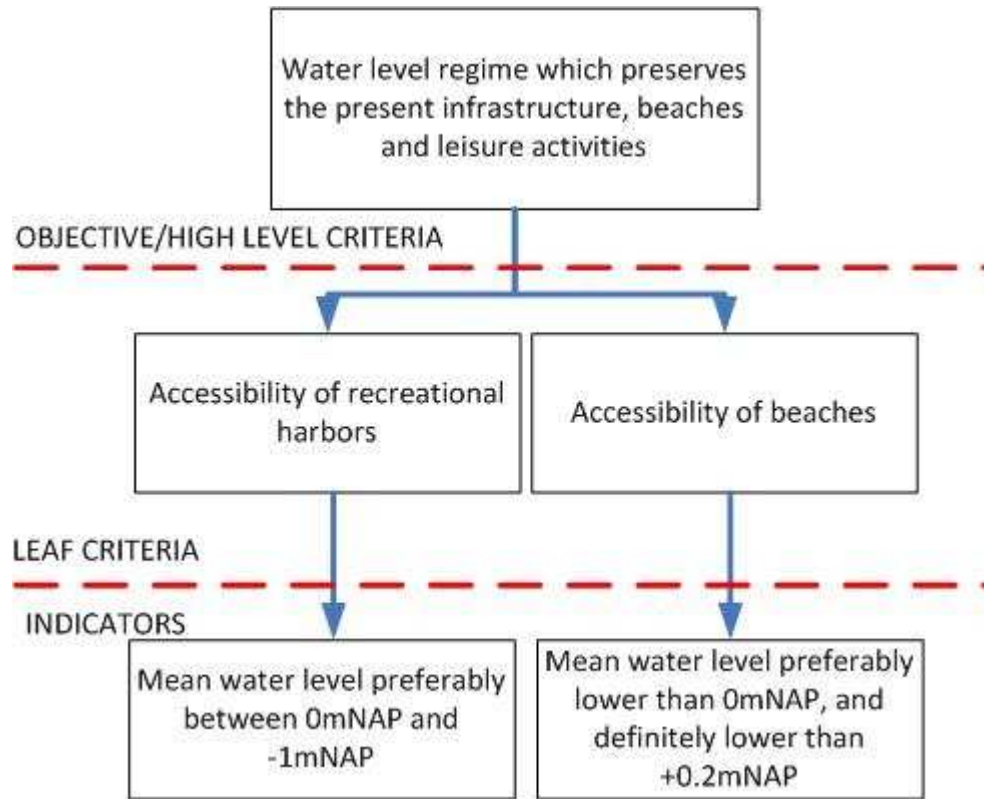 Water level regime which preserves
the present infrastructure, beaches
and leisure activities
OBJECTIVE/HIGH LEVEL CRITERIA
Accessibility of recreational
harbors
Accessibility of beaches
LEAF CRITERIA
INDICATORS
Mean water level preferably
between 0mNAP and
-1mNAP
Mean water level preferably
lower than 0mNAP, and
definitely lower than
+0.2mNAP